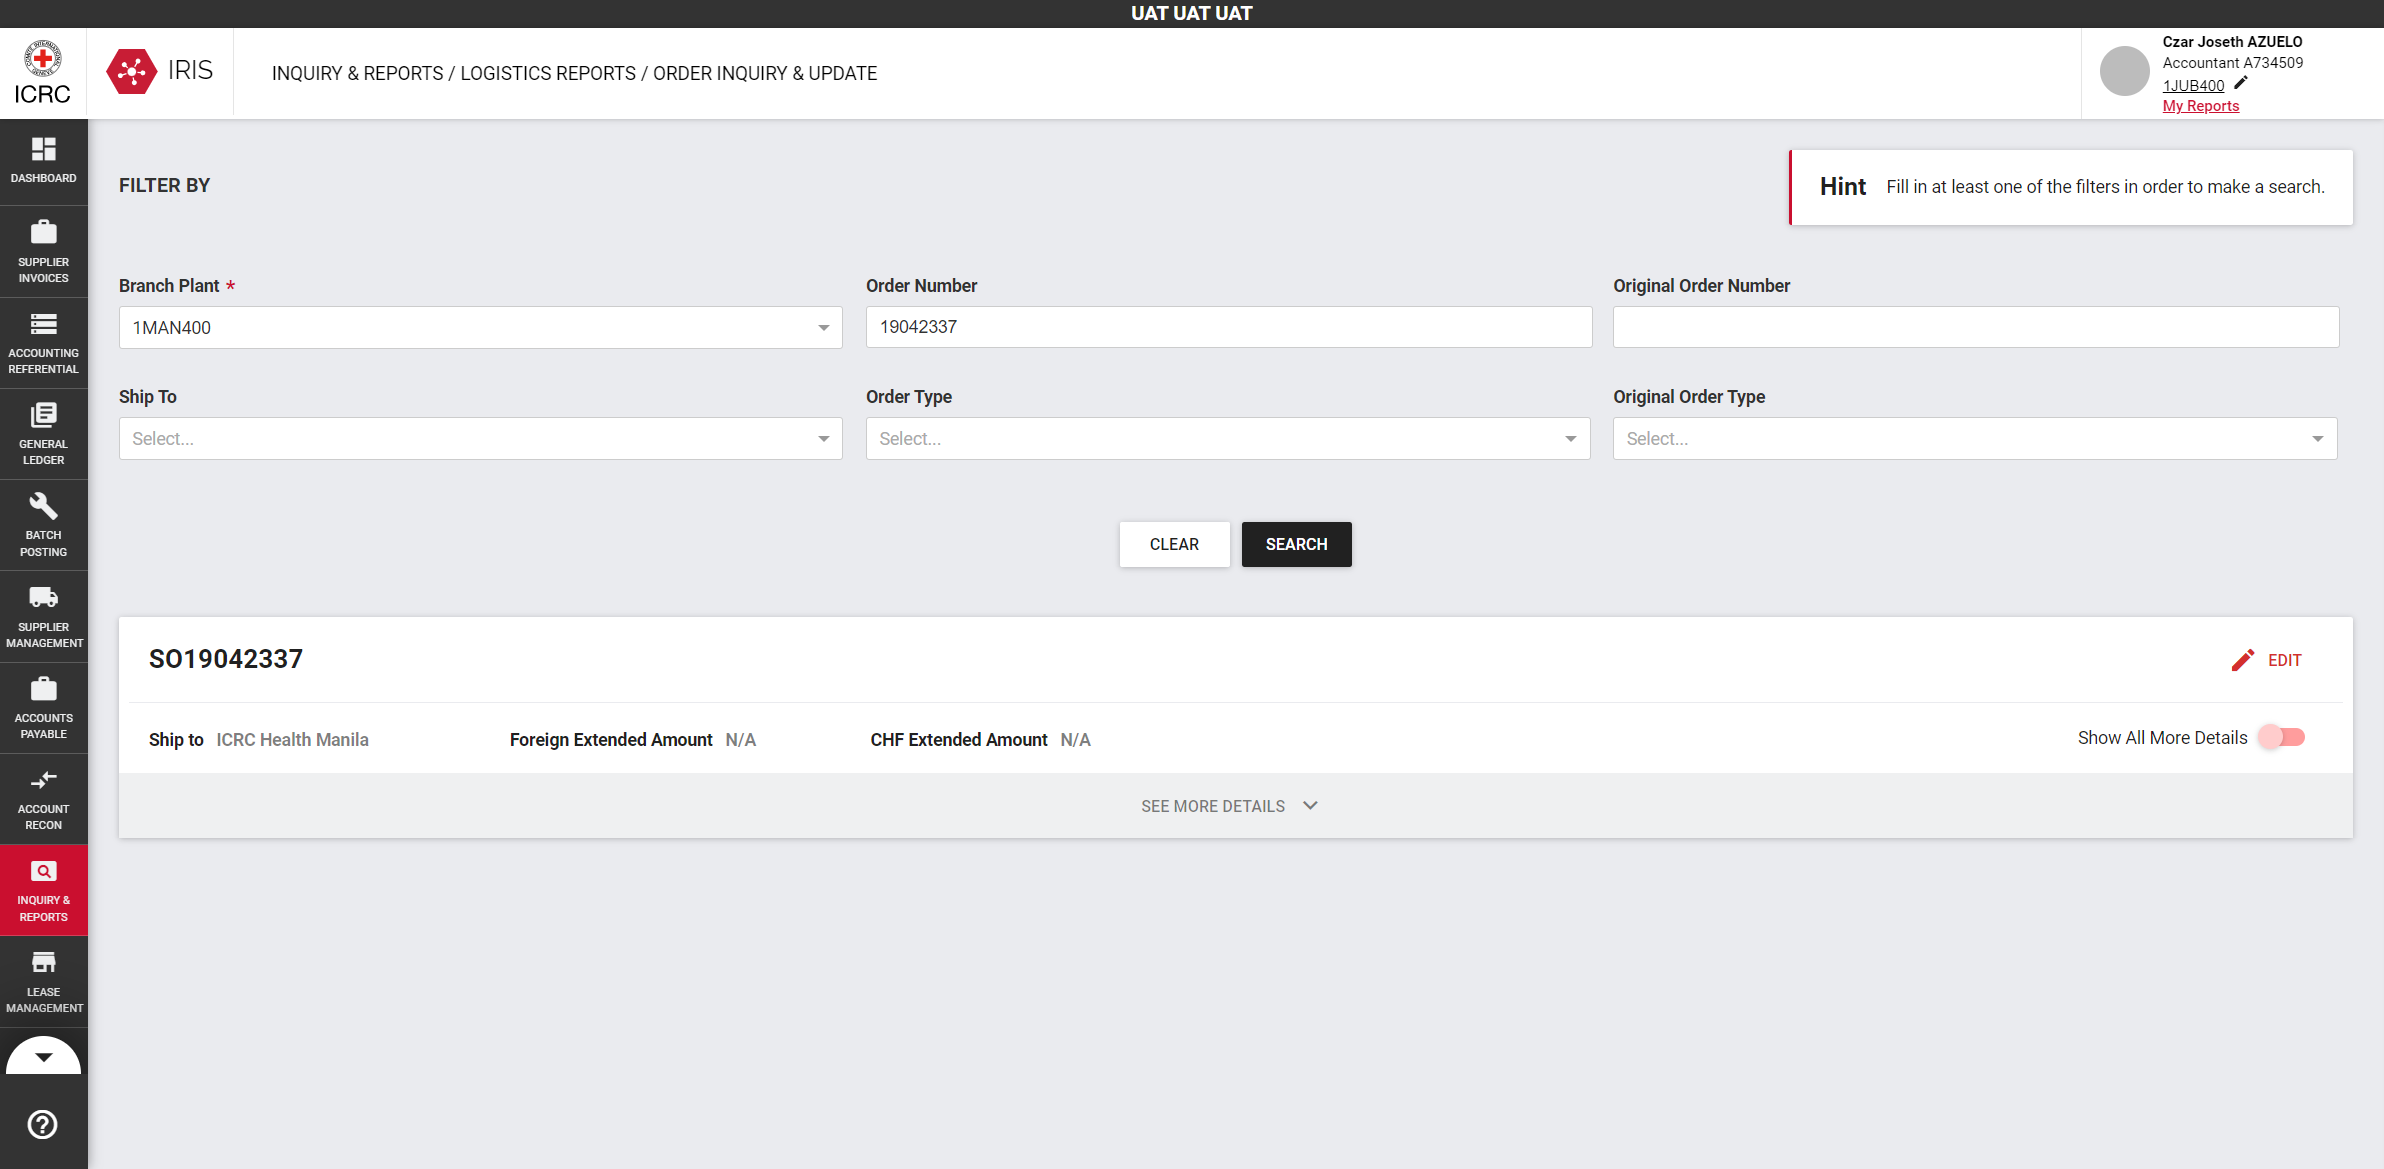 UAT UAT UAT
ICRC
IRIS
INQUIRY & REPORTS / LOGISTICS REPORTS / ORDER INQUIRY & UPDATE
Czar Joseth AZUELO
Accountant A734509
1JUB400
My Reports
DASHBOARD
SUPPLIER
INVOICES
ACCOUNTING
REFERENTIAL
GENERAL
LEDGER
BATCH
POSTING
SUPPLIER
MANAGEMENT
ACCOUNTS
PAYABLE
ACCOUNT
RECON
INQUIRY &
REPORTS
LEASE
MANAGEMENT
FILTER BY
Hint Fill in at least one of the filters in order to make a search.
Branch Plant *
1MAN400
Order Number
19042337
Original Order Number
Ship To
Select...
Order Type
Select...
Original Order Type
Select...
CLEAR
SEARCH
SO19042337
EDIT
Ship to ICRC Health Manila
Foreign Extended Amount N/A
CHF Extended Amount N/A
Show All More Details
SEE MORE DETAILS